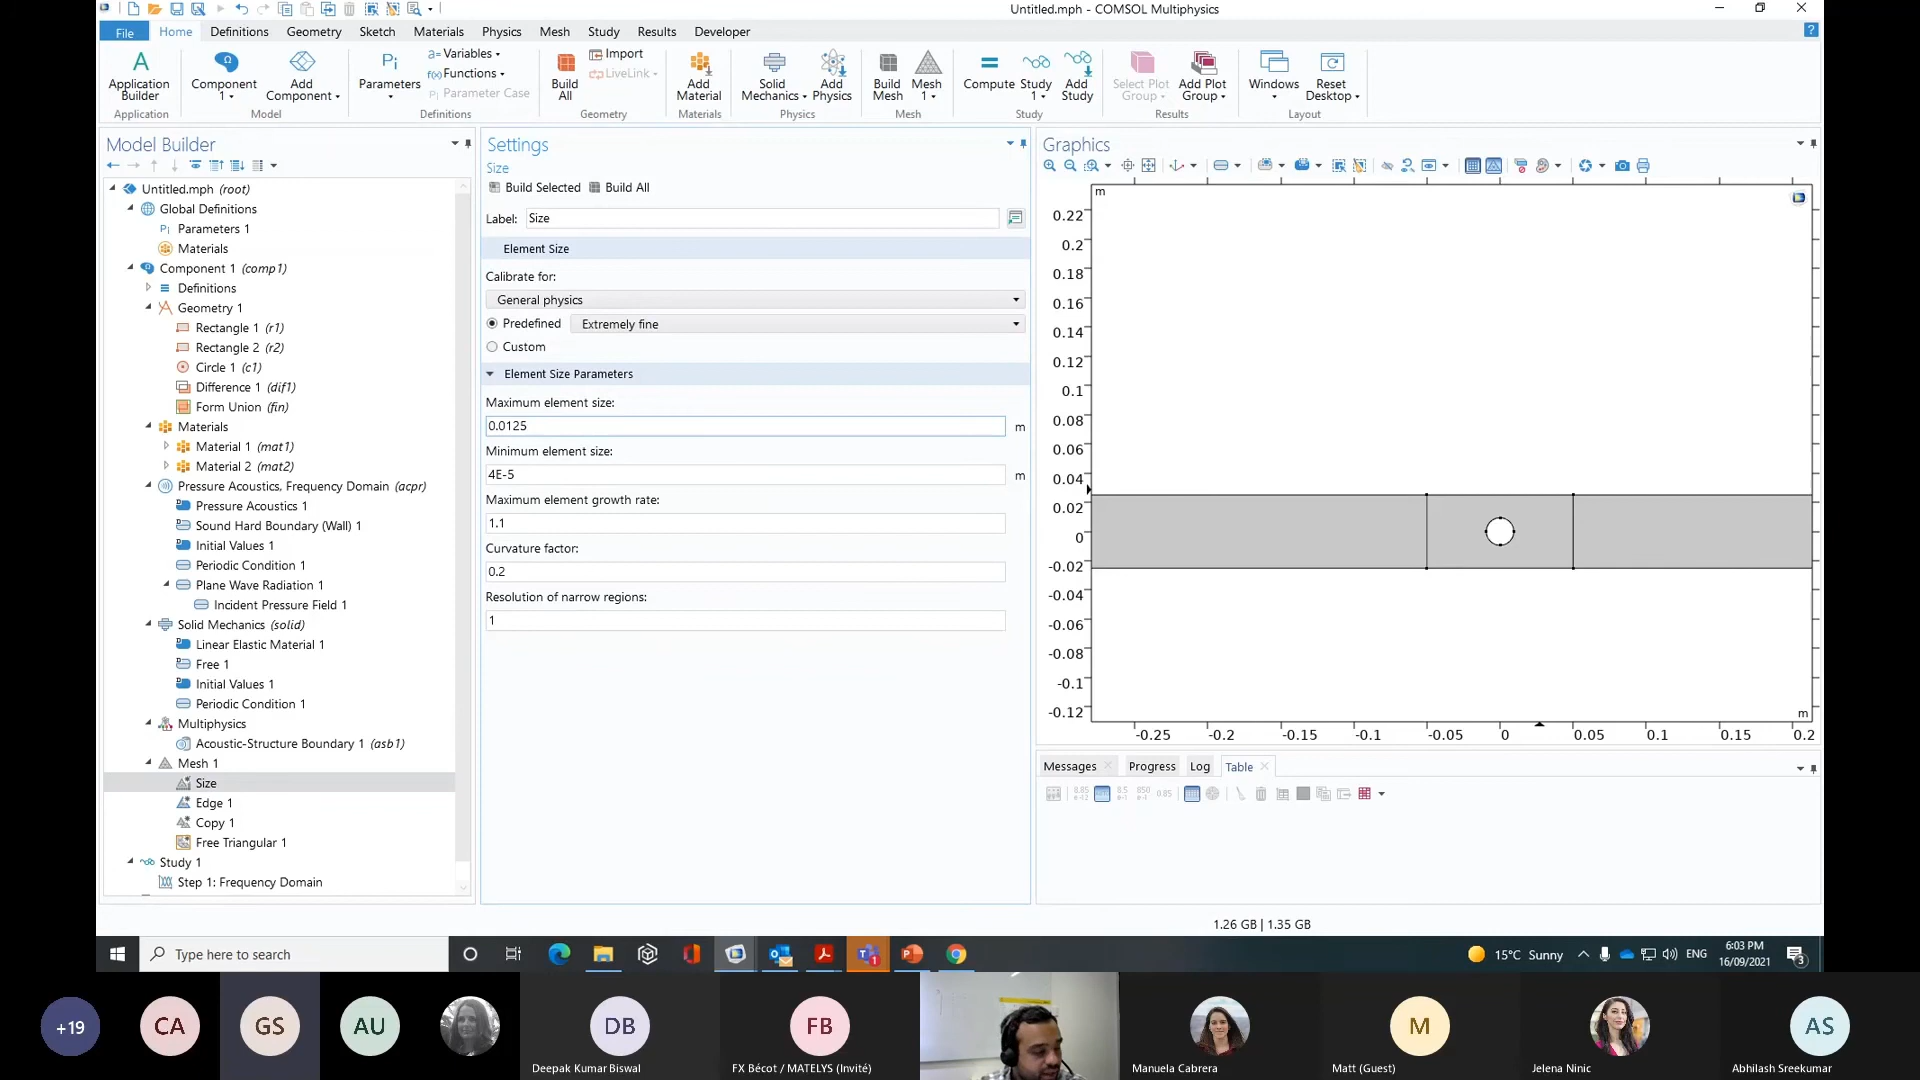 Untitled.mph - COMSOL Multiphysics
File Home Definitions Geometry Sketch Materials Physics Mesh Study Results Developer
Application Builder
Application
Component 1
Add Component
Model
Parameters
a= Variables
f(x) Functions
Pi Parameter Case
Definitions
Build All
Import
LiveLink
Geometry
Add Material
Materials
Solid Mechanics
Add Physics
Physics
Build Mesh
Mesh 1
Mesh
Compute
Study 1
Add Study
Study
Select Plot Group
Add Plot Group
Results
Windows
Reset Desktop
Layout
Model Builder
Untitled.mph (root)
Global Definitions
Pi Parameters 1
Materials
Component 1 (comp1)
Definitions
Geometry 1
Rectangle 1 (r1)
Rectangle 2 (r2)
Circle 1 (c1)
Difference 1 (dif1)
Form Union (fin)
Materials
Material 1 (mat1)
Material 2 (mat2)
Pressure Acoustics, Frequency Domain (acpr)
Pressure Acoustics 1
Sound Hard Boundary (Wall) 1
Initial Values 1
Periodic Condition 1
Plane Wave Radiation 1
Incident Pressure Field 1
Solid Mechanics (solid)
Linear Elastic Material 1
Free 1
Initial Values 1
Periodic Condition 1
Multiphysics
Acoustic-Structure Boundary 1 (asb1)
Mesh 1
Size
Edge 1
Copy 1
Free Triangular 1
Study 1
Step 1: Frequency Domain
Settings
Size
Build Selected Build All
Label: Size
Element Size
Calibrate for:
General physics
Predefined Extremely fine
Custom
Element Size Parameters
Maximum element size:
0.0125 m
Minimum element size:
4E-5 m
Maximum element growth rate:
1.1
Curvature factor:
0.2
Resolution of narrow regions:
1
Graphics
m
0.22
0.2
0.18
0.16
0.14
0.12
0.1
0.08
0.06
0.04
0.02
0
-0.02
-0.04
-0.06
-0.08
-0.1
-0.12
m
-0.25 -0.2 -0.15 -0.1 -0.05 0 0.05 0.1 0.15 0.2
Messages Progress Log Table
1.26 GB | 1.35 GB
Type here to search
15°C Sunny
ENG
6:03 PM
16/09/2021
3
+19
CA
GS
AU
DB
Deepak Kumar Biswal
FB
FX Bécot / MATELYS (Invité)
Manuela Cabrera
M
Matt (Guest)
Jelena Ninic
AS
Abhilash Sreekumar